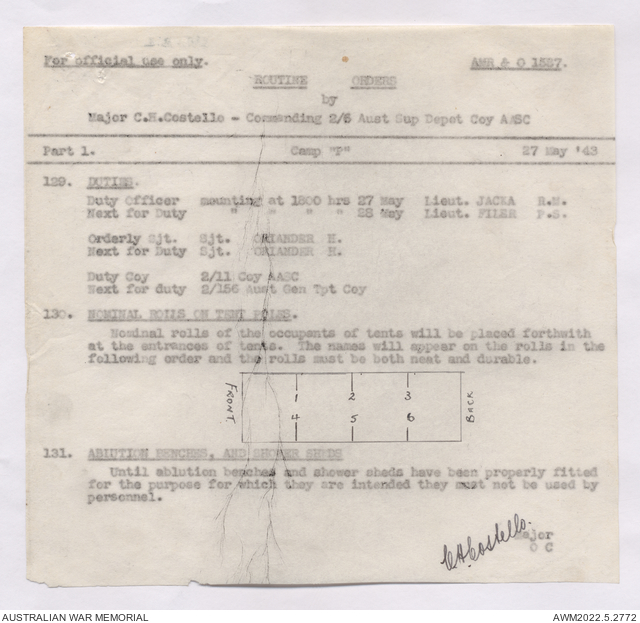 For official use only. AMR & O 1537.
ROUTINE ORDERS
by
Major C.H.Costello - Commanding 2/6 Aust Sup Depot Coy AASC
Part 1. Camp "P" 27 May '43
129. DUTIES.
Duty Officer mounting at 1800 hrs 27 May Lieut. JACKA R.M.
Next for Duty " " " " 28 May Lieut. FILER P.S.
Orderly Sjt. Sjt. ORIANDER H.
Next for Duty Sjt. ORIANDER H.
Duty Coy 2/11 Coy AASC
Next for duty 2/156 Aust Gen Tpt Coy
130. NOMINAL ROLLS ON TENT POLES.
Nominal rolls of the occupants of tents will be placed forthwith
at the entrances of tents. The names will appear on the rolls in the
following order and the rolls must be both neat and durable.
FRONT. 1 2 3 BACK
4 5 6
131. ABLUTION BENCHES, AND SHOWER SHEDS
Until ablution benches and shower sheds have been properly fitted
for the purpose for which they are intended they must not be used by
personnel.
C.H.Costello.
Major
O C
AUSTRALIAN WAR MEMORIAL AWM2022.5.2772